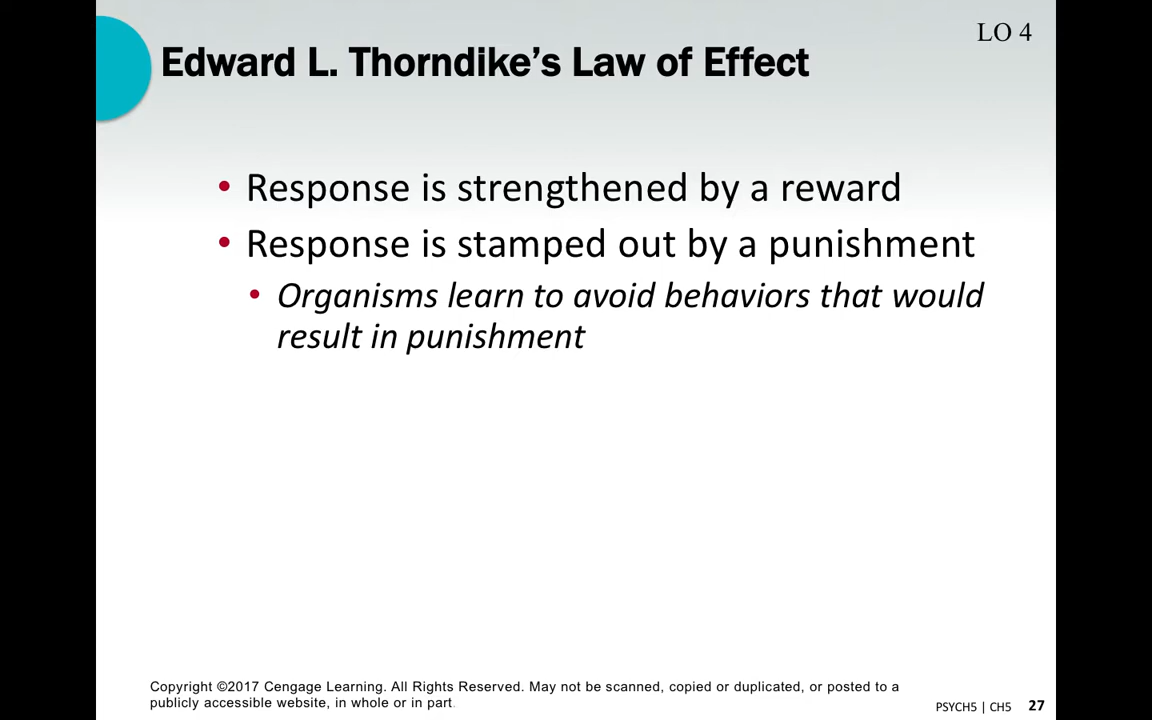 LO 4
Edward L. Thorndike’s Law of Effect
• Response is strengthened by a reward
• Response is stamped out by a punishment
• Organisms learn to avoid behaviors that would
result in punishment
Copyright ©2017 Cengage Learning. All Rights Reserved. May not be scanned, copied or duplicated, or posted to a
publicly accessible website, in whole or in part.
PSYCH5 | CH5 27